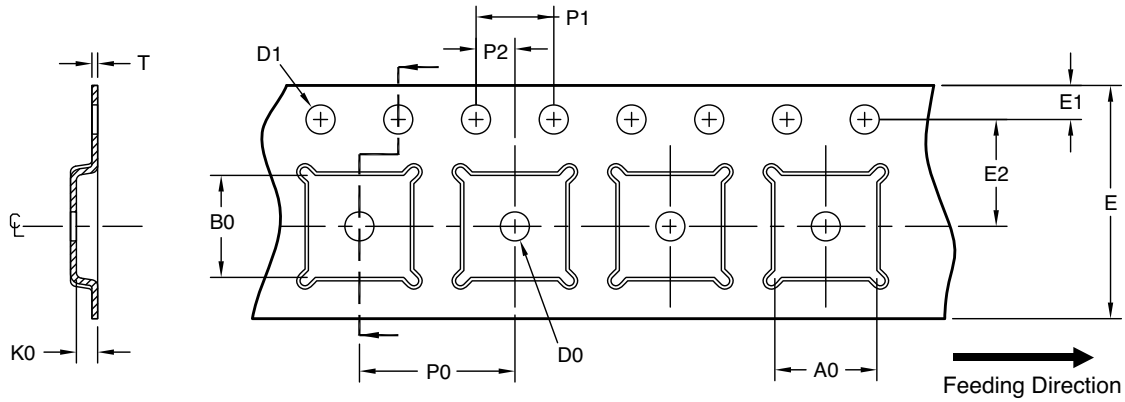 P1
P2
T
D1
E1
E2
E
B0
℄
K0
D0
P0
A0
Feeding Direction